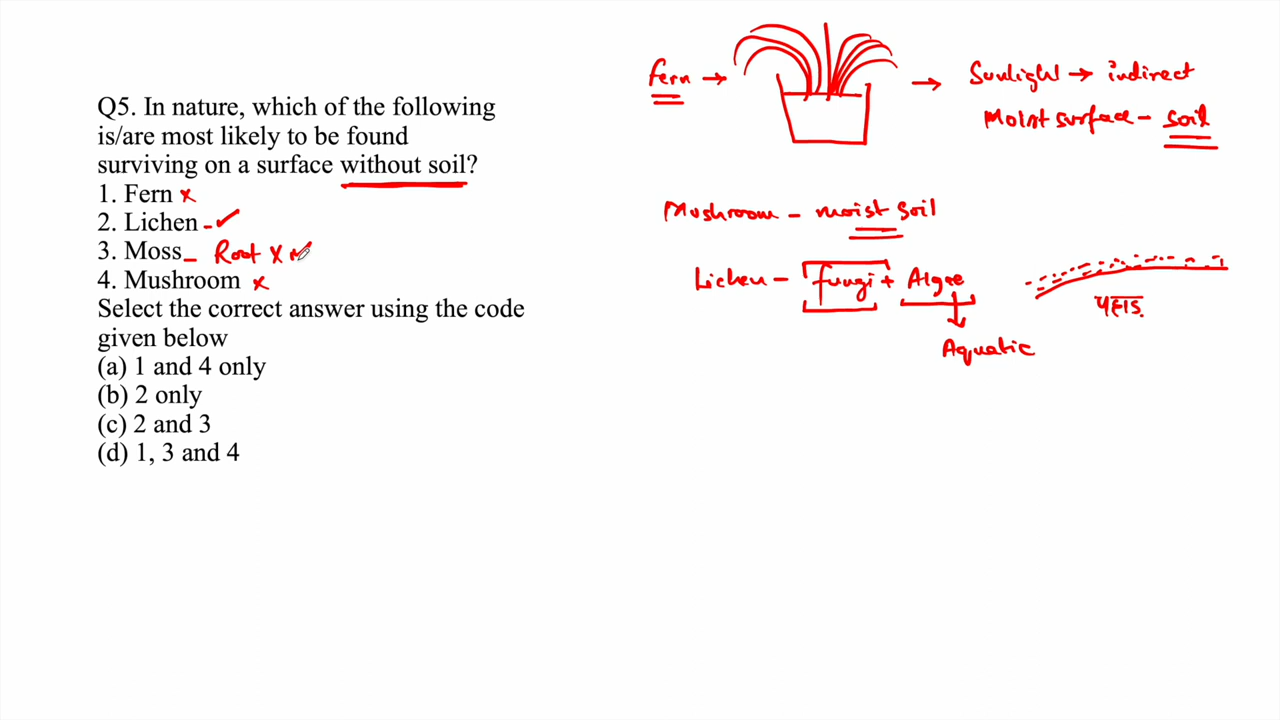 Q5. In nature, which of the following
is/are most likely to be found
surviving on a surface without soil?
1. Fern x
2. Lichen - ✓
3. Moss - Root x
4. Mushroom x
Select the correct answer using the code
given below
(a) 1 and 4 only
(b) 2 only
(c) 2 and 3
(d) 1, 3 and 4
Fern → → Sunlight → indirect
Moist surface - soil
Mushroom - moist soil
Lichen - fungi + Algae
Aquatic
पहाड़